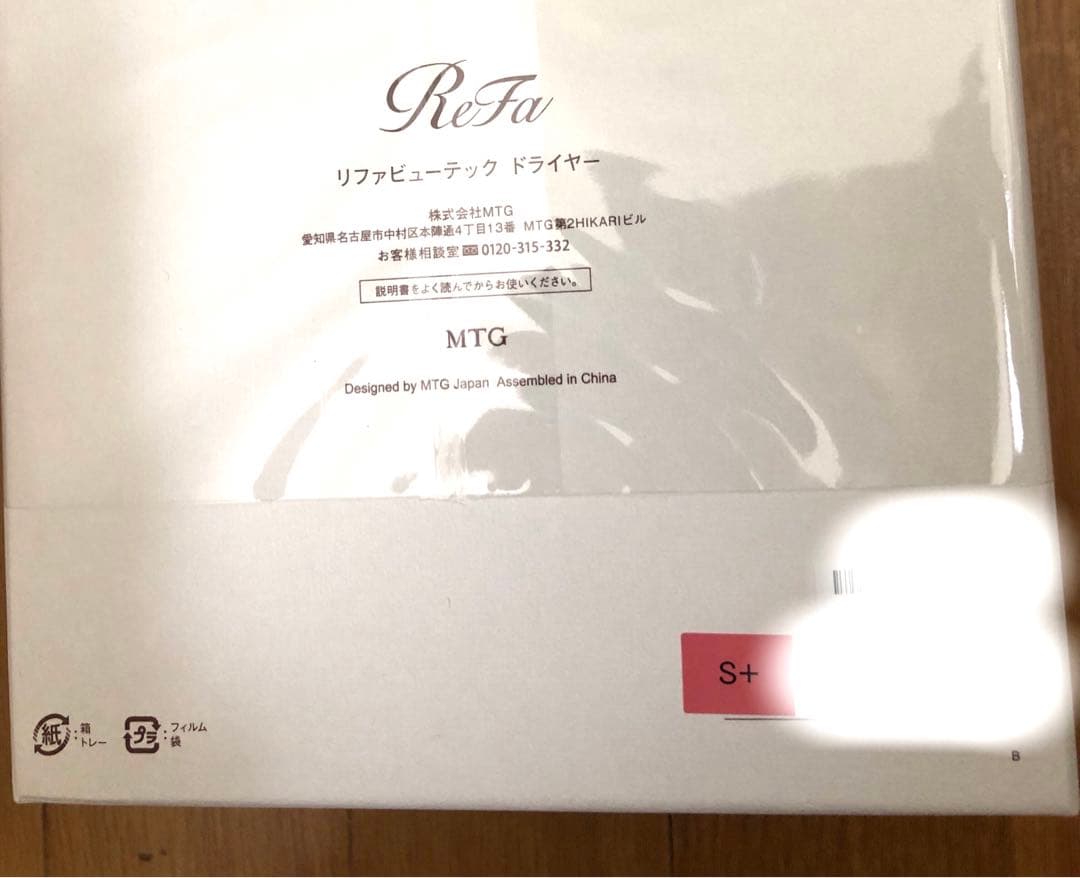 ReFa
リファビューテック ドライヤー
株式会社MTG
愛知県名古屋市中村区本陣通4丁目13番 MTG第2HIKARIビル
お客様相談室 0120-315-332
説明書をよく読んでからお使いください。
MTG
Designed by MTG Japan Assembled in China
S+
紙:箱
トレー
プラ:フィルム
袋
B